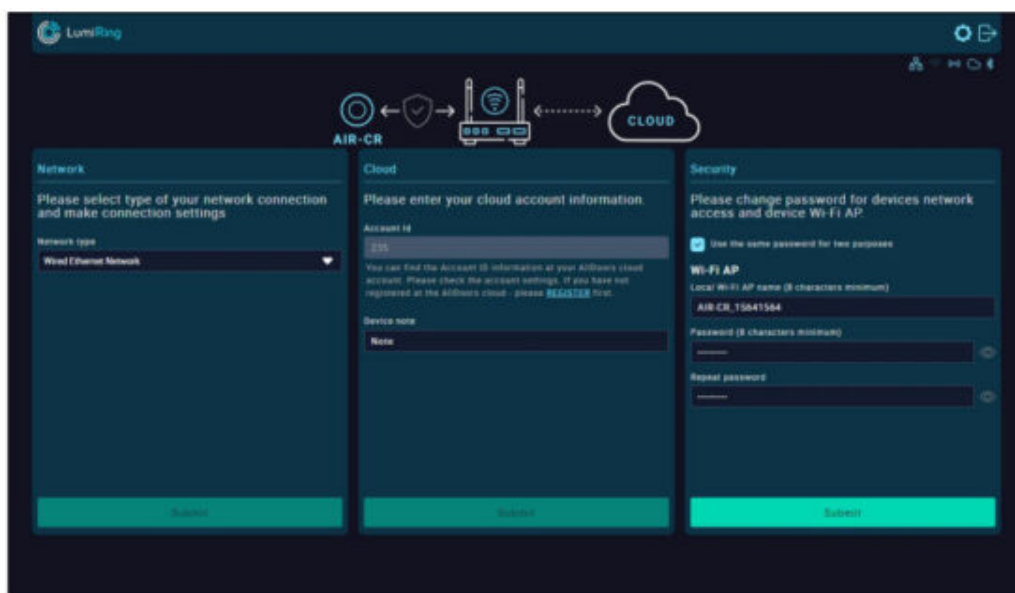 LumiRing
AIR-CR
CLOUD
Network
Please select type of your network connection
and make connection settings
Network type
Wired Ethernet Network
Cloud
Please enter your cloud account information.
Account Id
235
You can find the Account ID information at your AllDoors cloud
account. Please check the account settings. If you have not
registered at the AllDoors cloud - please REGISTER first.
Device note
None
Submit
Security
Please change password for devices network
access and device Wi-Fi AP
Use the same password for two purposes
Wi-Fi AP
Local Wi-Fi AP name (8 characters minimum)
AIR-CR_15641564
Password (8 characters minimum)
Repeat password
Submit
Submit